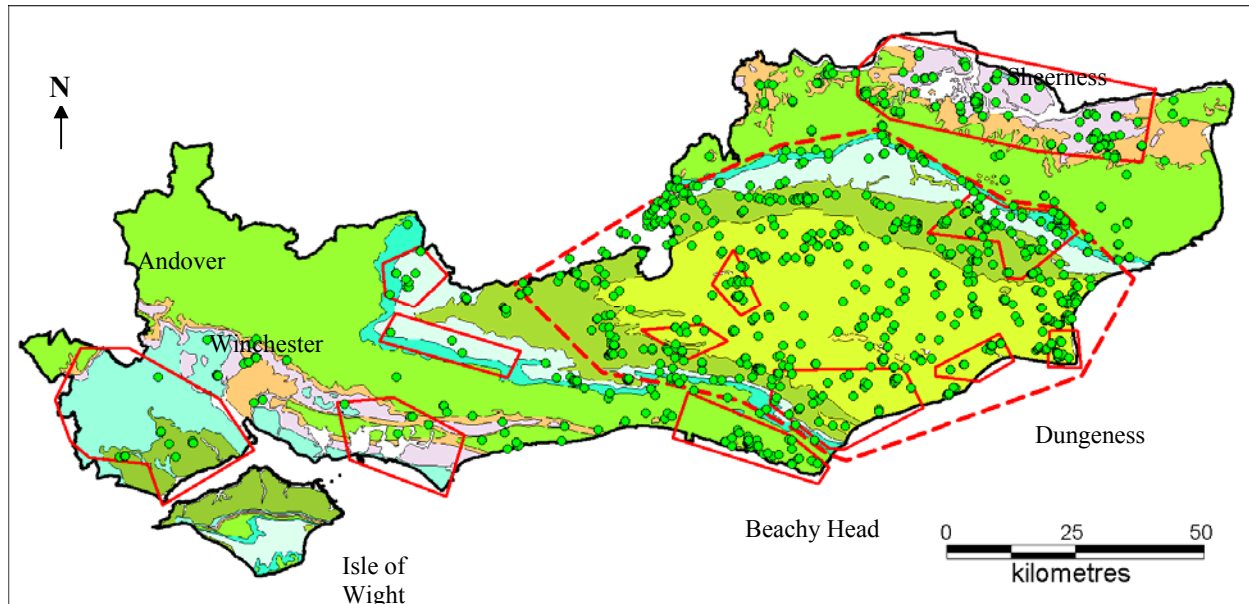 N
Sheerness
Andover
Winchester
Dungeness
Beachy Head
Isle of
Wight
0 25 50
kilometres